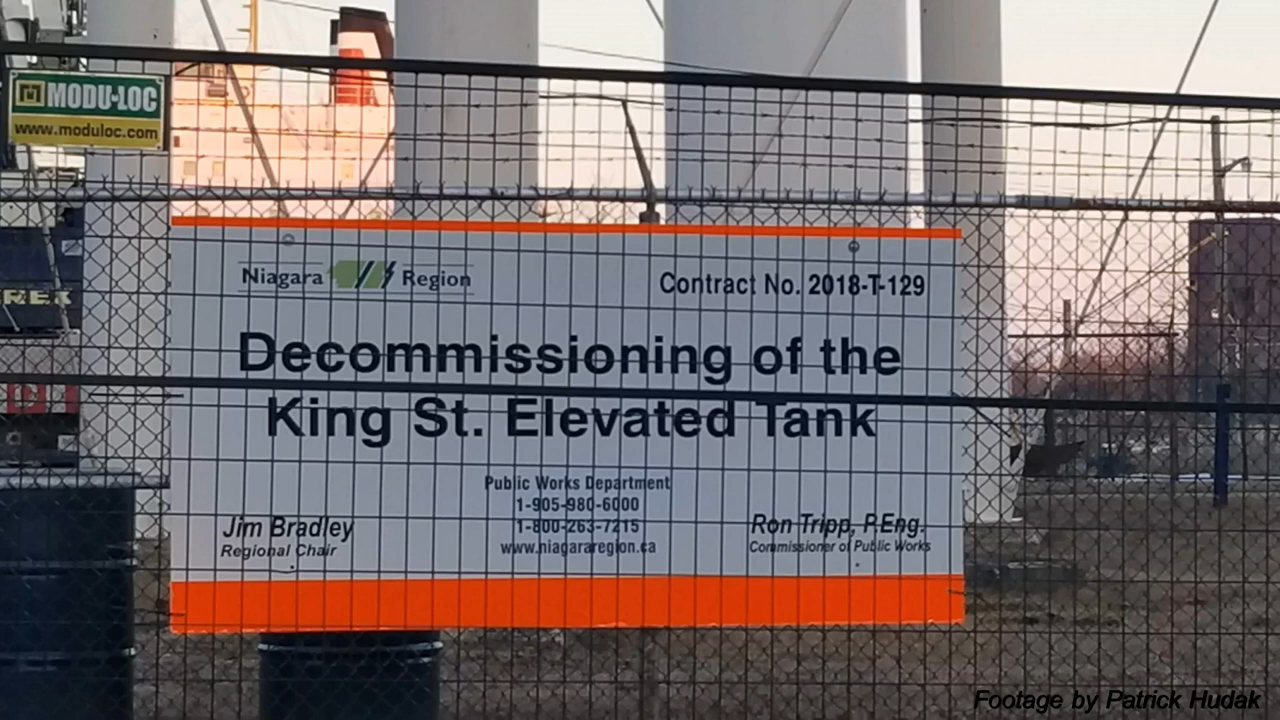 MODU-LOC
www.moduloc.com
Niagara Region
Contract No. 2018-T-129
Decommissioning of the
King St. Elevated Tank
Public Works Department
1-905-980-6000
1-800-263-7215
www.niagararegion.ca
Jim Bradley
Regional Chair
Ron Tripp, P.Eng.
Commissioner of Public Works
Footage by Patrick Hudak